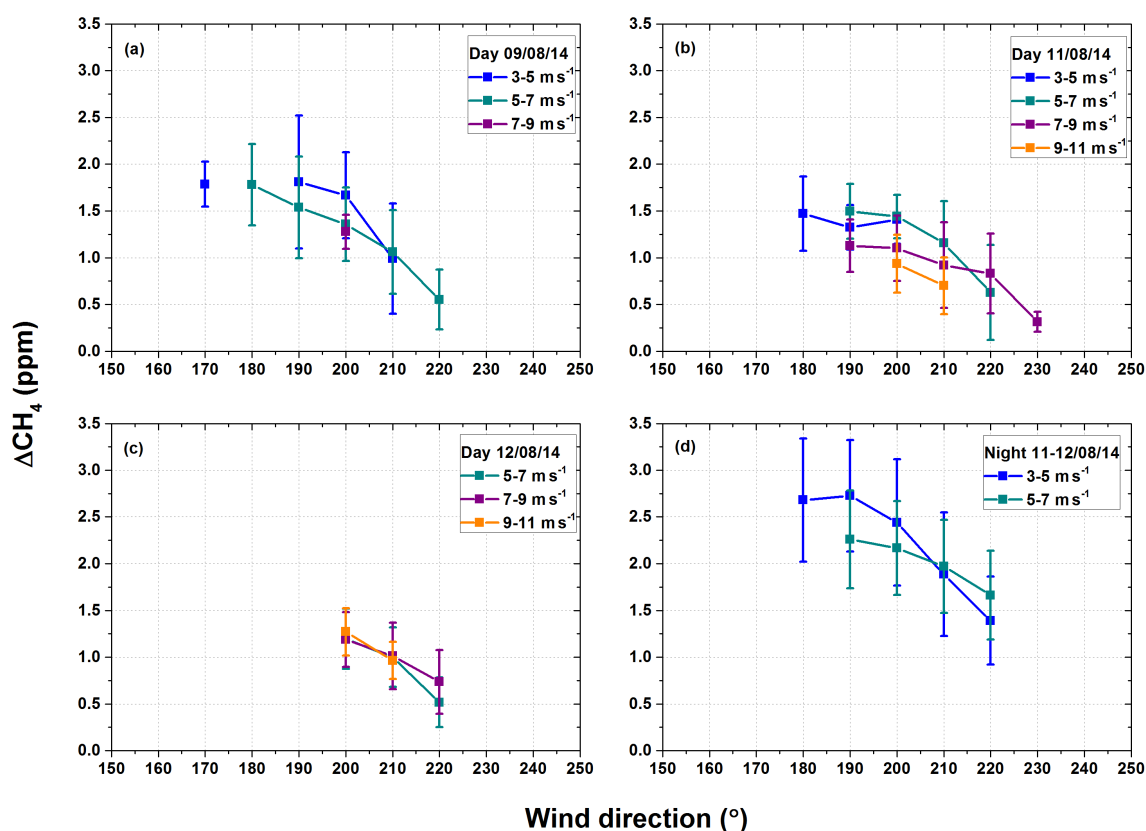 (a)
Day 09/08/14
3-5 m s⁻¹
5-7 m s⁻¹
7-9 m s⁻¹
3.5
3.0
2.5
2.0
1.5
1.0
0.5
0.0
150 160 170 180 190 200 210 220 230 240 250
(b)
Day 11/08/14
3-5 m s⁻¹
5-7 m s⁻¹
7-9 m s⁻¹
9-11 m s⁻¹
3.5
3.0
2.5
2.0
1.5
1.0
0.5
0.0
150 160 170 180 190 200 210 220 230 240 250
ΔCH₄ (ppm)
(c)
Day 12/08/14
5-7 m s⁻¹
7-9 m s⁻¹
9-11 m s⁻¹
3.5
3.0
2.5
2.0
1.5
1.0
0.5
0.0
150 160 170 180 190 200 210 220 230 240 250
(d)
Night 11-12/08/14
3-5 m s⁻¹
5-7 m s⁻¹
3.5
3.0
2.5
2.0
1.5
1.0
0.5
0.0
150 160 170 180 190 200 210 220 230 240 250
Wind direction (°)